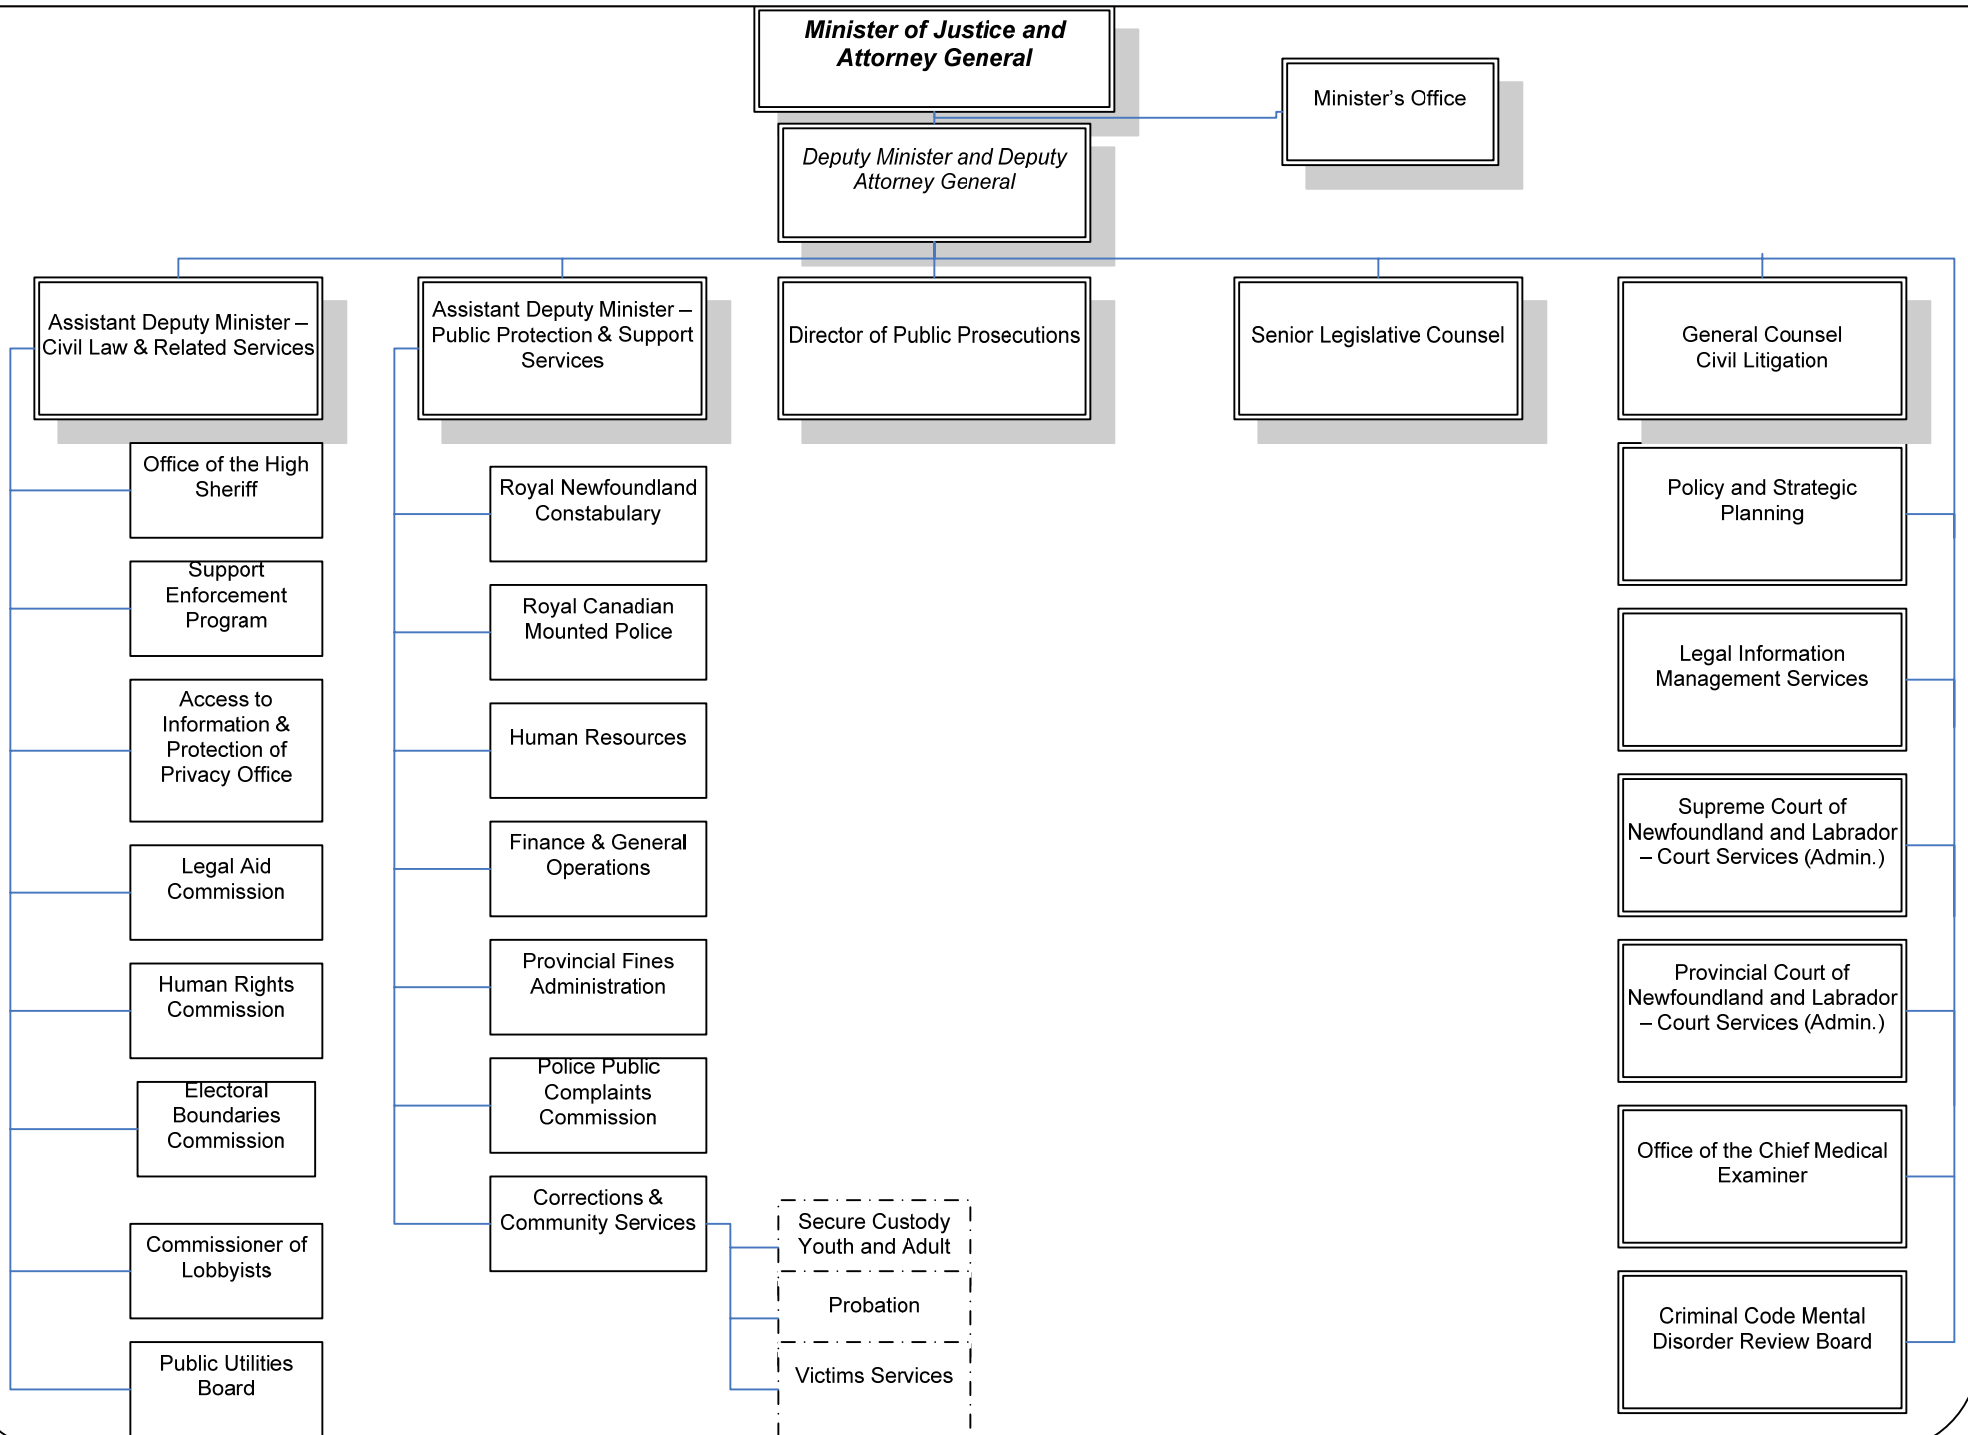 Minister of Justice and
Attorney General
Minister’s Office
Deputy Minister and Deputy
Attorney General
Assistant Deputy Minister –
Civil Law & Related Services
Assistant Deputy Minister –
Public Protection & Support
Services
Director of Public Prosecutions
Senior Legislative Counsel
General Counsel
Civil Litigation
Office of the High
Sheriff
Support
Enforcement
Program
Access to
Information &
Protection of
Privacy Office
Legal Aid
Commission
Human Rights
Commission
Electoral
Boundaries
Commission
Commissioner of
Lobbyists
Public Utilities
Board
Royal Newfoundland
Constabulary
Royal Canadian
Mounted Police
Human Resources
Finance & General
Operations
Provincial Fines
Administration
Police Public
Complaints
Commission
Corrections &
Community Services
Secure Custody
Youth and Adult
Probation
Victims Services
Policy and Strategic
Planning
Legal Information
Management Services
Supreme Court of
Newfoundland and Labrador
– Court Services (Admin.)
Provincial Court of
Newfoundland and Labrador
– Court Services (Admin.)
Office of the Chief Medical
Examiner
Criminal Code Mental
Disorder Review Board